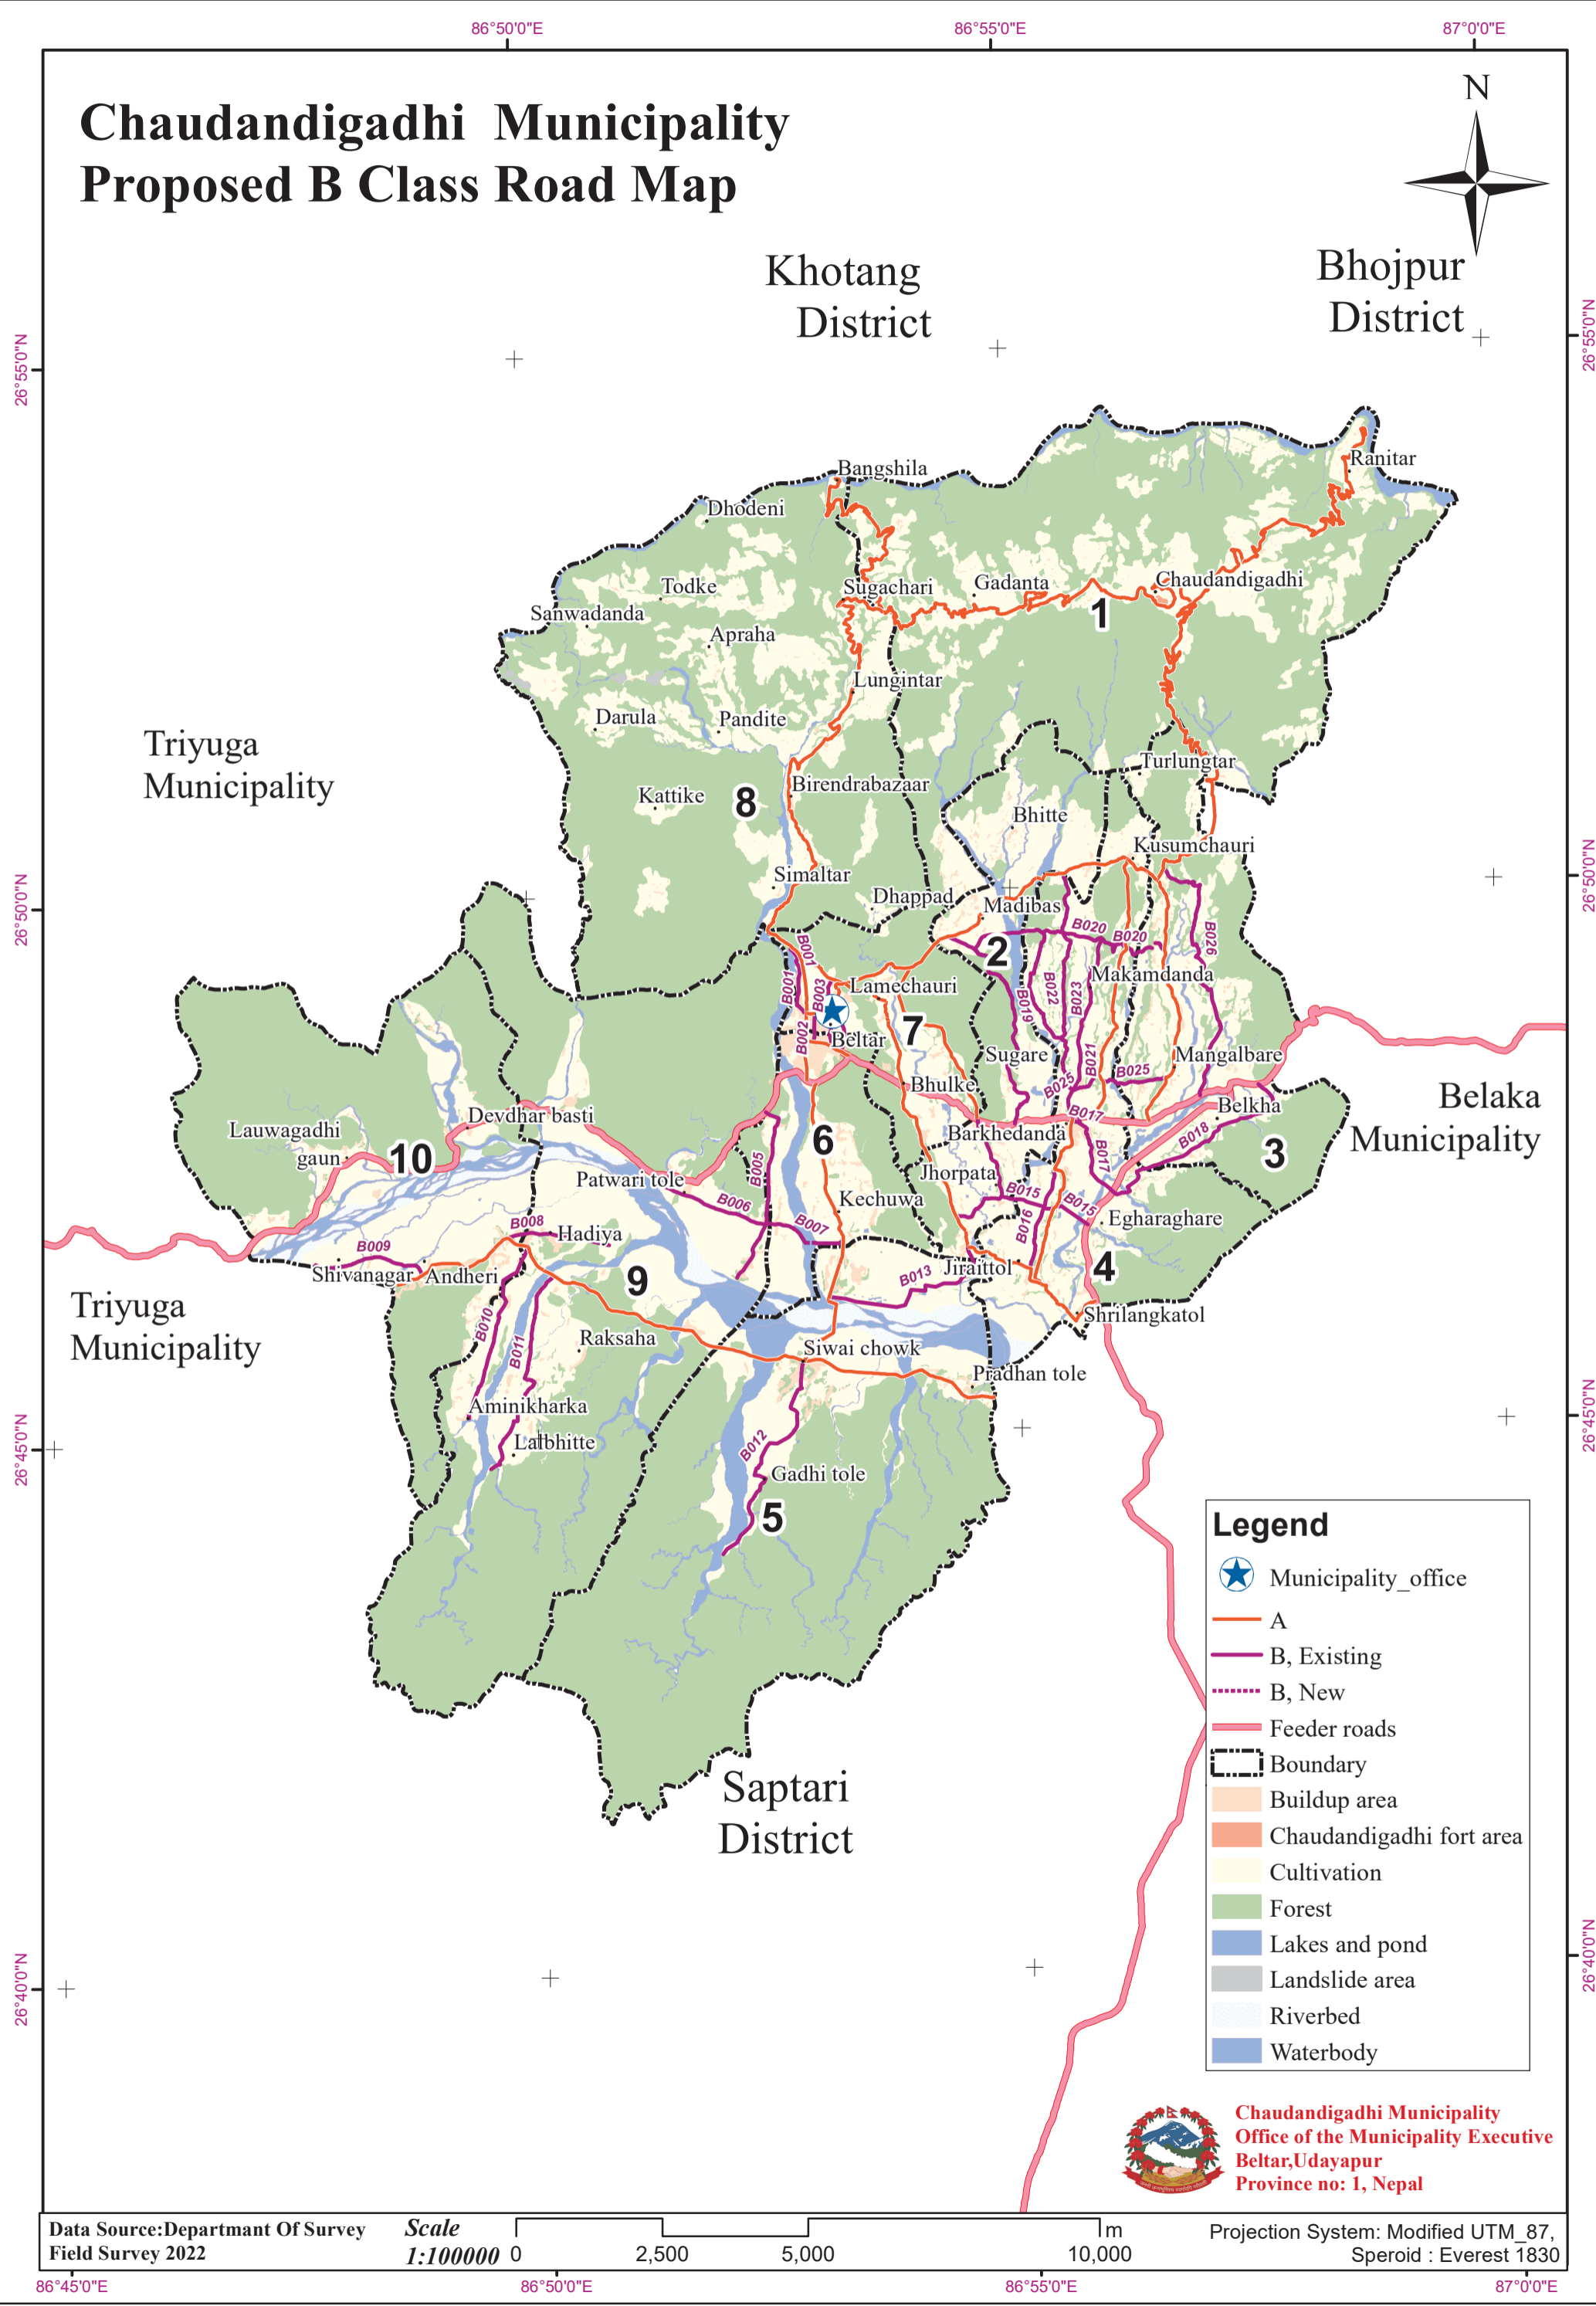 86°50'0"E
86°55'0"E
87°0'0"E
Chaudandigadhi Municipality
Proposed B Class Road Map
N
Khotang
District
Bhojpur
District
26°55'0"N
26°55'0"N
Ranitar
Bangshila
Dhodeni
Todke
Sugachari
Gadanta
Chaudandigadhi
1
Sanwadanda
Apraha
Lungintar
Darula
Pandite
Triyuga
Municipality
Turlungtar
Birendrabazaar
Kattike
8
Bhitte
Kusumchauri
26°50'0"N
26°50'0"N
Simaltar
Dhappad
Madibas
B020
B020
B026
2
B001
B001
B003
B002
Lamechauri
Makamdanda
B022
B023
B019
7
Beltar
Sugare
Mangalbare
B021
B025
B025
Bhulke
Belkha
Belaka
Municipality
Devdhar basti
Lauwagadhi
gaun
10
6
Barkhedanda
B017
B017
B018
3
B005
Patwari tole
Jhorpata
B006
Kechuwa
B015
B015
B016
Egharaghare
B008
B007
Hadiya
B009
Shivanagar
Andheri
9
B013
Jiraittol
4
Triyuga
Municipality
Shrilangkatol
B010
B011
Raksaha
Siwai chowk
Pradhan tole
26°45'0"N
26°45'0"N
Aminikharka
Lalbhitte
B012
Gadhi tole
5
Saptari
District
Legend
Municipality_office
A
B, Existing
B, New
Feeder roads
Boundary
Buildup area
Chaudandigadhi fort area
Cultivation
Forest
Lakes and pond
Landslide area
Riverbed
Waterbody
26°40'0"N
26°40'0"N
Chaudandigadhi Municipality
Office of the Municipality Executive
Beltar,Udayapur
Province no: 1, Nepal
Data Source:Departmant Of Survey
Field Survey 2022
Scale
1:100000
0
2,500
5,000
10,000
m
Projection System: Modified UTM_87,
Speroid : Everest 1830
86°45'0"E
86°50'0"E
86°55'0"E
87°0'0"E